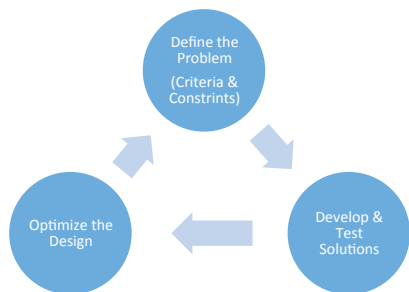 Define the
Problem
(Criteria &
Constrints)
Develop &
Test
Solutions
Optimize the
Design